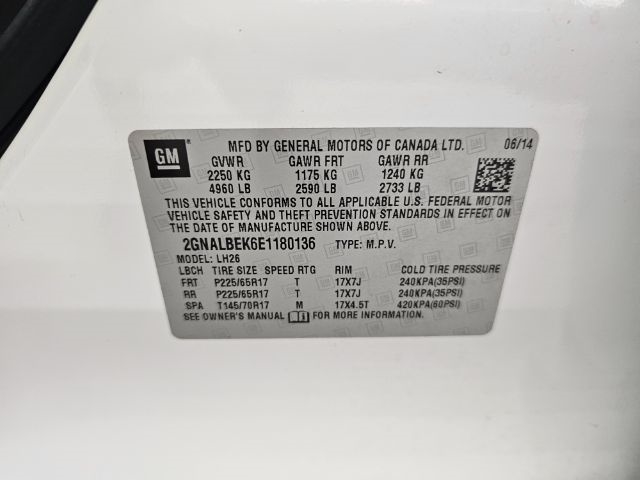 MFD BY GENERAL MOTORS OF CANADA LTD. 06/14
GM
GVWR GAWR FRT GAWR RR
2250 KG 1175 KG 1240 KG
4960 LB 2590 LB 2733 LB
THIS VEHICLE CONFORMS TO ALL APPLICABLE U.S. FEDERAL MOTOR
VEHICLE SAFETY AND THEFT PREVENTION STANDARDS IN EFFECT ON
THE DATE OF MANUFACTURE SHOWN ABOVE.
2GNALBEK6E1180136 TYPE: M.P.V.
MODEL: LH26
LBCH TIRE SIZE SPEED RTG RIM COLD TIRE PRESSURE
FRT P225/65R17 T 17X7J 240KPA(35PSI)
RR P225/65R17 T 17X7J 240KPA(35PSI)
SP T145/70R17 M 17X4.5T 420KPA(60PSI)
SEE OWNER'S MANUAL FOR MORE INFORMATION.